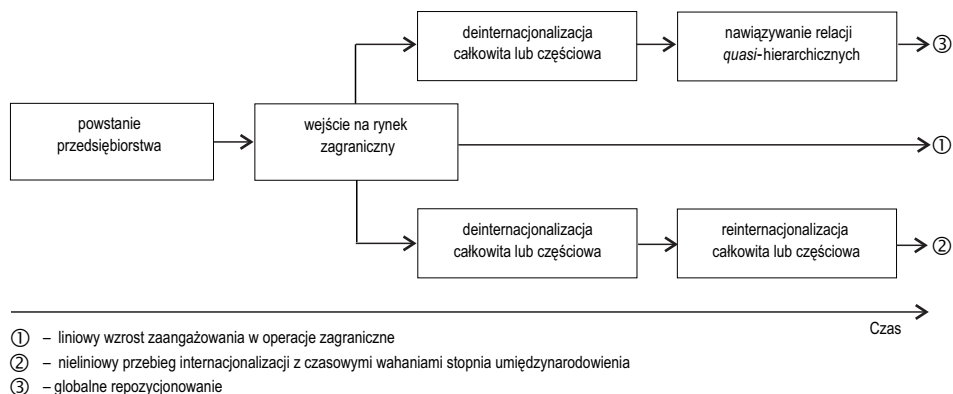 deinternacjonalizacja
całkowita lub częściowa
nawiązywanie relacji
quasi-hierarchicznych
③
powstanie
przedsiębiorstwa
wejście na rynek
zagraniczny
①
deinternacjonalizacja
całkowita lub częściowa
reinternacjonalizacja
całkowita lub częściowa
②
Czas
① – liniowy wzrost zaangażowania w operacje zagraniczne
② – nieliniowy przebieg internacjonalizacji z czasowymi wahaniami stopnia umiędzynarodowienia
③ – globalne repozycjonowanie